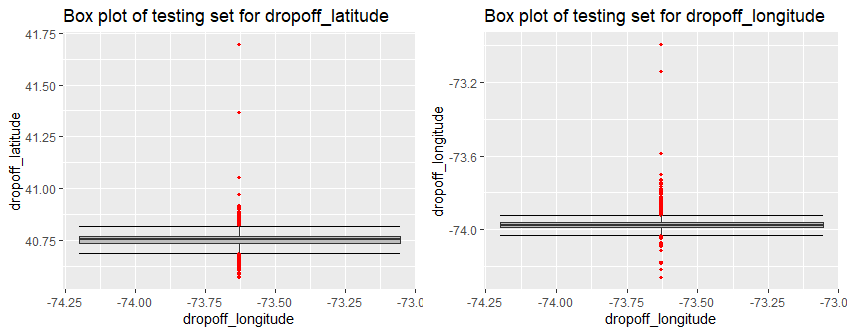 Box plot of testing set for dropoff_latitude
41.75
41.50
41.25
41.00
40.75
dropoff_latitude
-74.25 -74.00 -73.75 -73.50 -73.25 -73.0
dropoff_longitude
Box plot of testing set for dropoff_longitude
-73.2
-73.6
-74.0
dropoff_longitude
-74.25 -74.00 -73.75 -73.50 -73.25 -73.0
dropoff_longitude